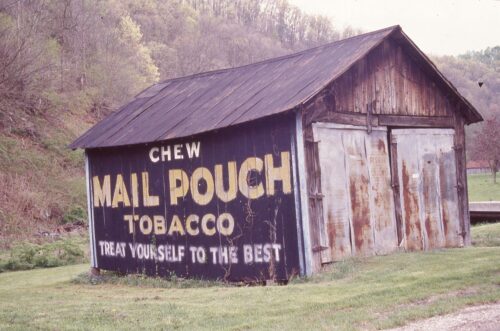 CHEW
MAIL POUCH
TOBACCO
TREAT YOURSELF TO THE BEST